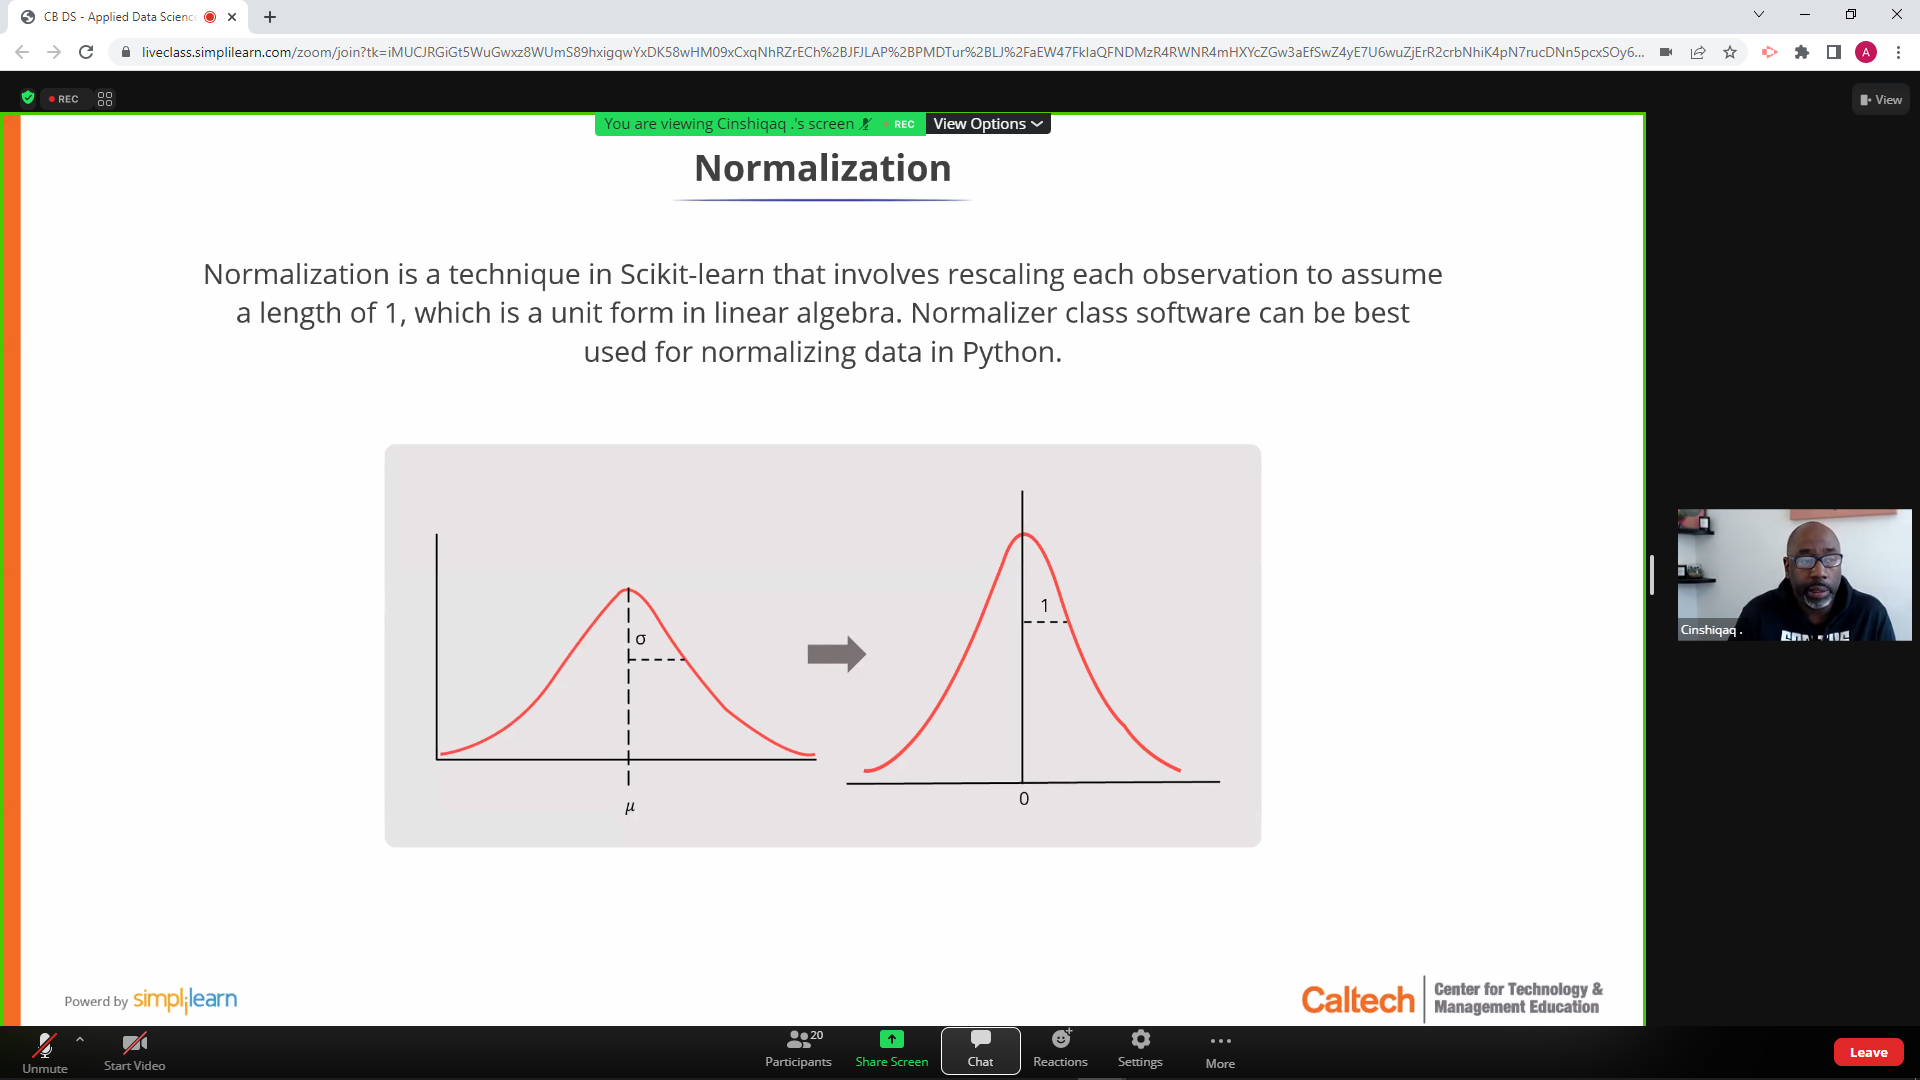 CB DS - Applied Data Scienc
liveclass.simplilearn.com/zoom/join?tk=iMUCJRGiGt5WuGwxz8WUmS89hxigqwYxDK58wHM09xCxqNhRZrECh%2BJFJLAP%2BPMDTur%2BLJ%2FaEW47FklaQFNDMzR4RWNR4mHXYcZGw3aEfSwZ4yE7U6wuZjErR2crbNhiK4pN7rucDNn5pcxSOy6...
A
REC
View
You are viewing Cinshiqaq .'s screen
REC
View Options
Normalization
Normalization is a technique in Scikit-learn that involves rescaling each observation to assume
a length of 1, which is a unit form in linear algebra. Normalizer class software can be best
used for normalizing data in Python.
σ
μ
1
0
Cinshiqaq .
Powerd by simplilearn
Caltech
Center for Technology &
Management Education
Unmute
Start Video
20
Participants
Share Screen
Chat
Reactions
Settings
More
Leave